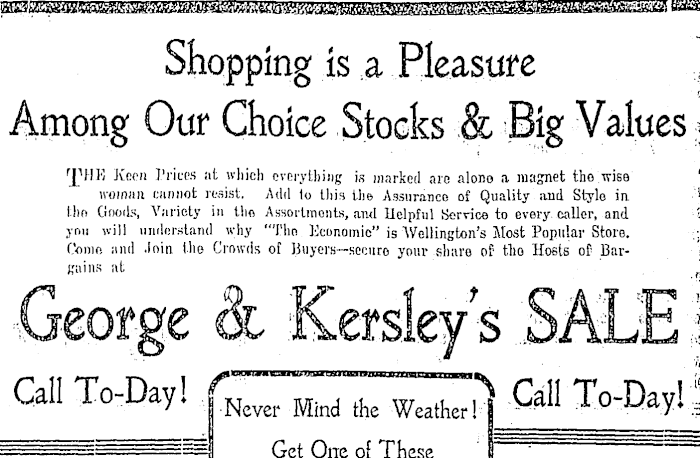 Shopping is a Pleasure
Among Our Choice Stocks & Big Values
THE Keen Prices at which everything is marked are alone a magnet the wise
woman cannot resist. Add to this the Assurance of Quality and Style in
the Goods, Variety in the Assortments, and Helpful Service to every caller, and
you will understand why "The Economic" is Wellington's Most Popular Store.
Come and Join the Crowds of Buyers—secure your share of the Hosts of Bar-
gains at
George & Kersley's SALE
Call To-Day!
Never Mind the Weather!
Get One of These
Call To-Day!